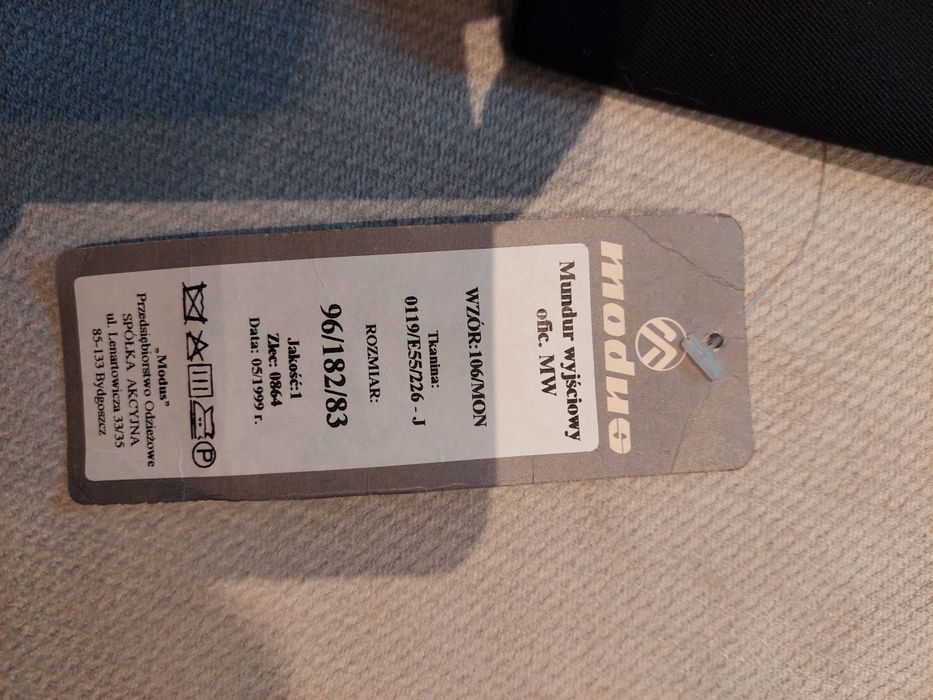 modus
Mundur wyjściowy
ofic. MW
WZÓR:106/MON
Tkanina:
0119/E55/226 - J
ROZMIAR:
96/182/83
Jakość:1
Zlec: 0864
Data: 05/1999 r.
P
„Modus”
Przedsiębiorstwo Odzieżowe
SPÓŁKA AKCYJNA
ul. Lenartowicza 33/35
85-133 Bydgoszcz